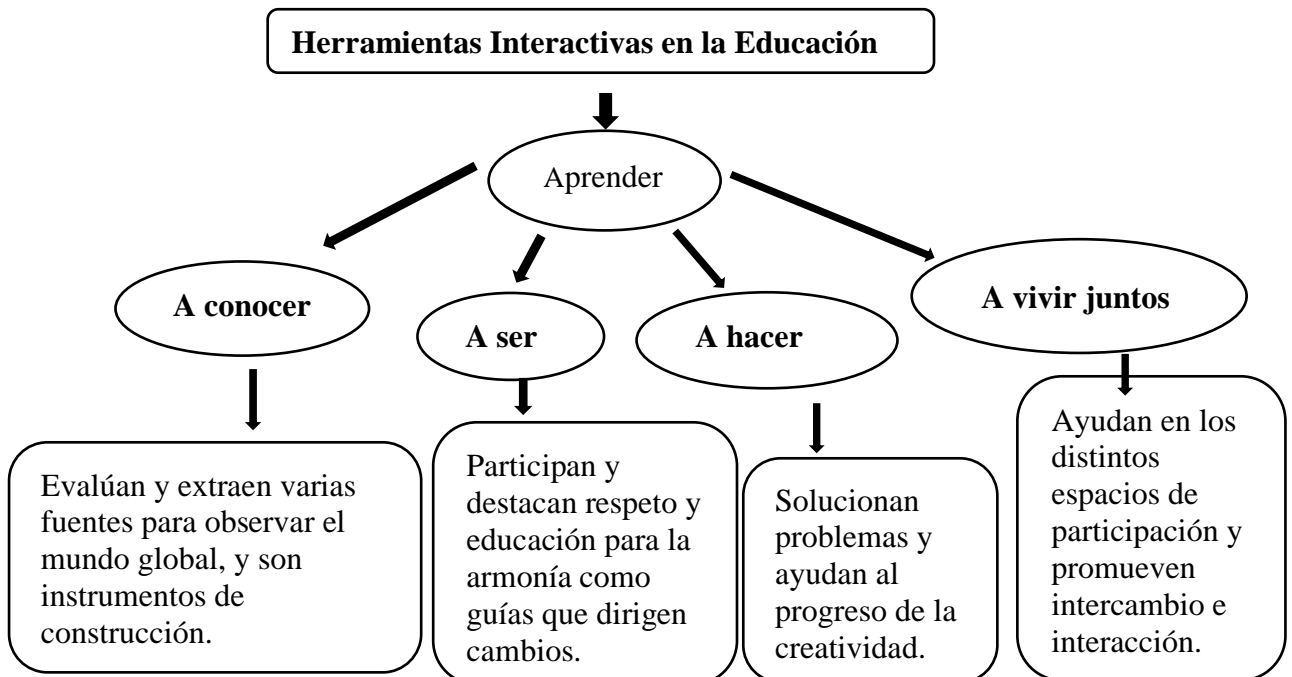 Herramientas Interactivas en la Educación
Aprender
A conocer
A ser
A hacer
A vivir juntos
Evalúan y extraen varias
fuentes para observar el
mundo global, y son
instrumentos de
construcción.
Participan y
destacan respeto y
educación para la
armonía como
guías que dirigen
cambios.
Solucionan
problemas y
ayudan al
progreso de la
creatividad.
Ayudan en los
distintos
espacios de
participación y
promueven
intercambio e
interacción.